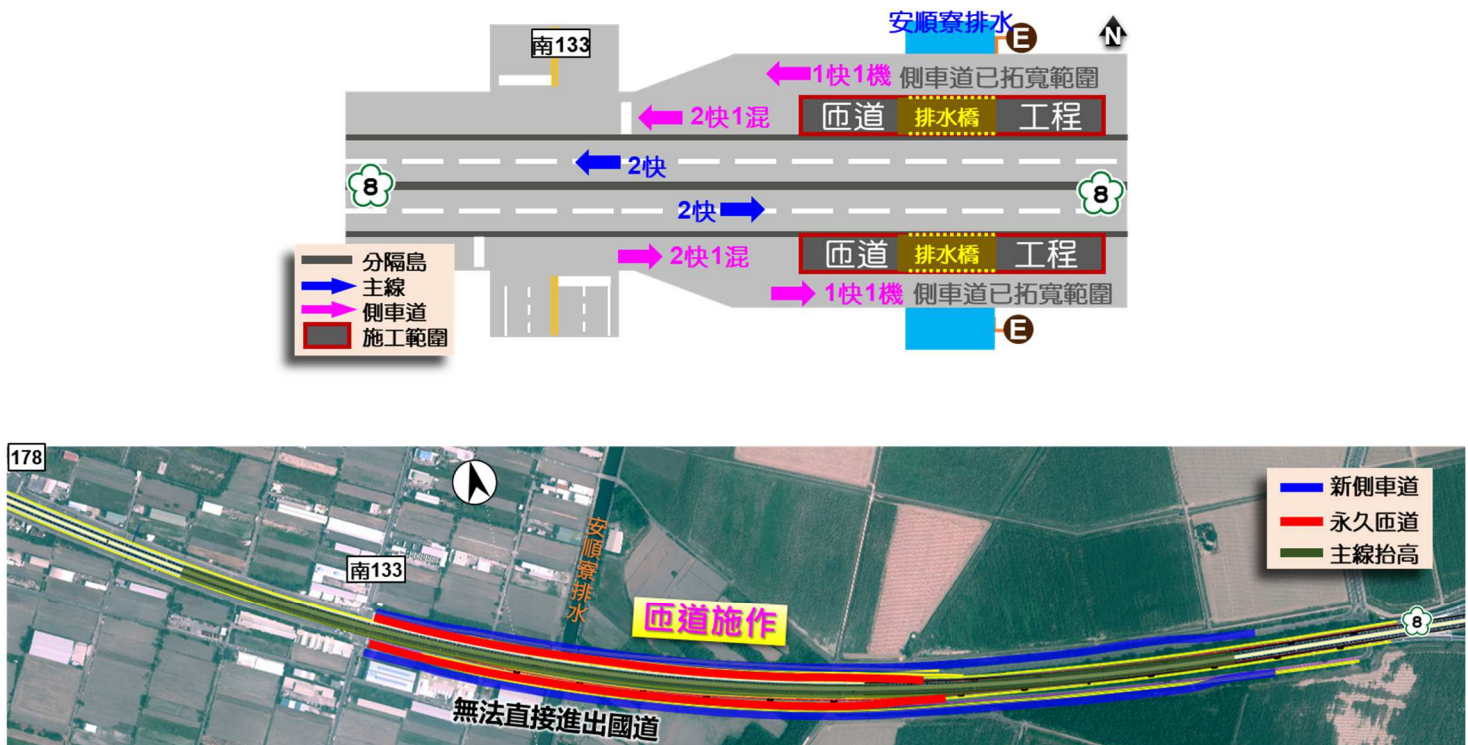 安順寮排水
E
N
南133
1快1機
側車道已拓寬範圍
2快1混
匝道
排水橋
工程
2快
8
8
2快
2快1混
匝道
排水橋
工程
1快1機
側車道已拓寬範圍
E
分隔島
主線
側車道
施工範圍
178
新側車道
永久匝道
主線抬高
安順寮排水
南133
匝道施作
8
無法直接進出國道